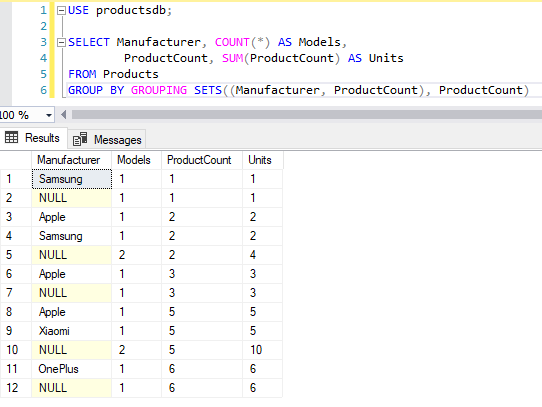 1 USE productsdb;
2
3 SELECT Manufacturer, COUNT(*) AS Models,
4 ProductCount, SUM(ProductCount) AS Units
5 FROM Products
6 GROUP BY GROUPING SETS((Manufacturer, ProductCount), ProductCount)
100 %
Results Messages
Manufacturer Models ProductCount Units
1 Samsung 1 1 1
2 NULL 1 1 1
3 Apple 1 2 2
4 Samsung 1 2 2
5 NULL 2 2 4
6 Apple 1 3 3
7 NULL 1 3 3
8 Apple 1 5 5
9 Xiaomi 1 5 5
10 NULL 2 5 10
11 OnePlus 1 6 6
12 NULL 1 6 6